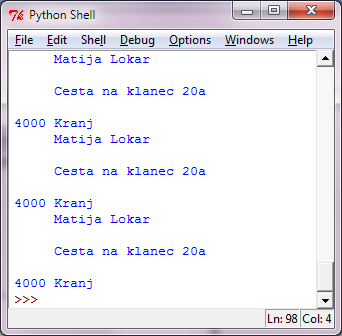 Python Shell
File Edit Shell Debug Options Windows Help
Matija Lokar
Cesta na klanec 20a
4000 Kranj
Matija Lokar
Cesta na klanec 20a
4000 Kranj
Matija Lokar
Cesta na klanec 20a
4000 Kranj
>>>
Ln: 98 Col: 4